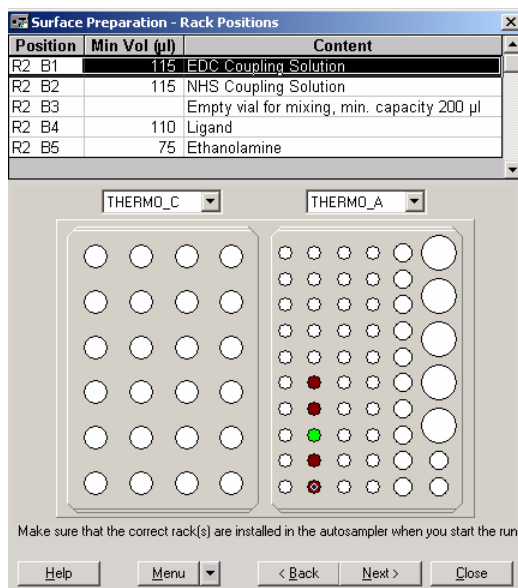 Surface Preparation - Rack Positions
Position Min Vol (µl) Content
R2 B1 115 EDC Coupling Solution
R2 B2 115 NHS Coupling Solution
R2 B3 Empty vial for mixing, min. capacity 200 µl
R2 B4 110 Ligand
R2 B5 75 Ethanolamine
THERMO_C THERMO_A
Make sure that the correct rack(s) are installed in the autosampler when you start the run
Help Menu < Back Next > Close